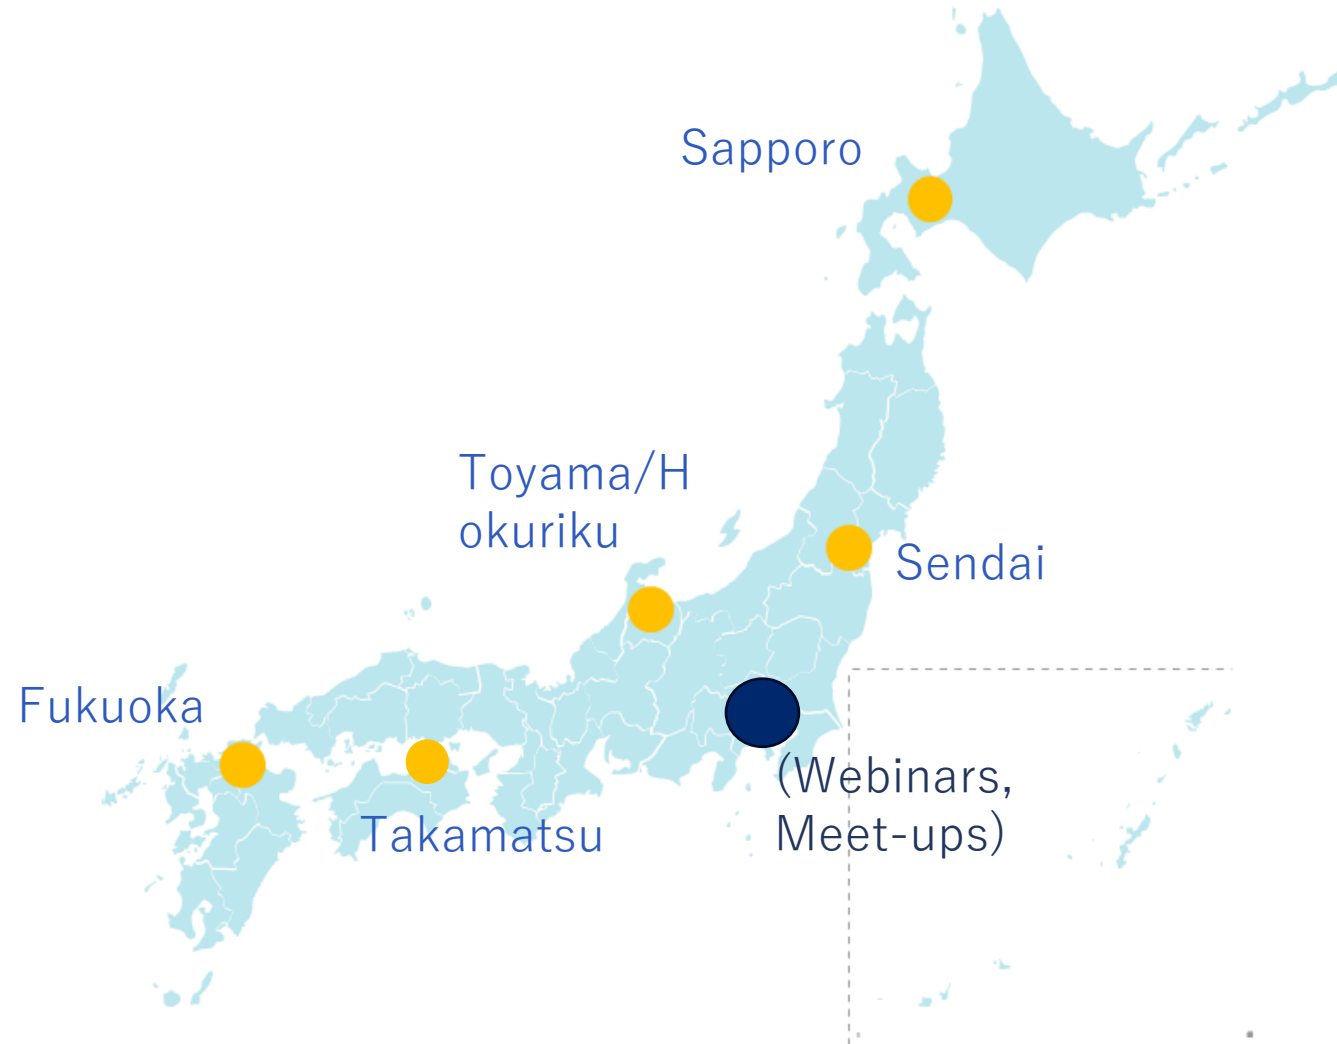 Sapporo
Toyama/H
okuriku
Sendai
Fukuoka
(Webinars,
Meet-ups)
Takamatsu